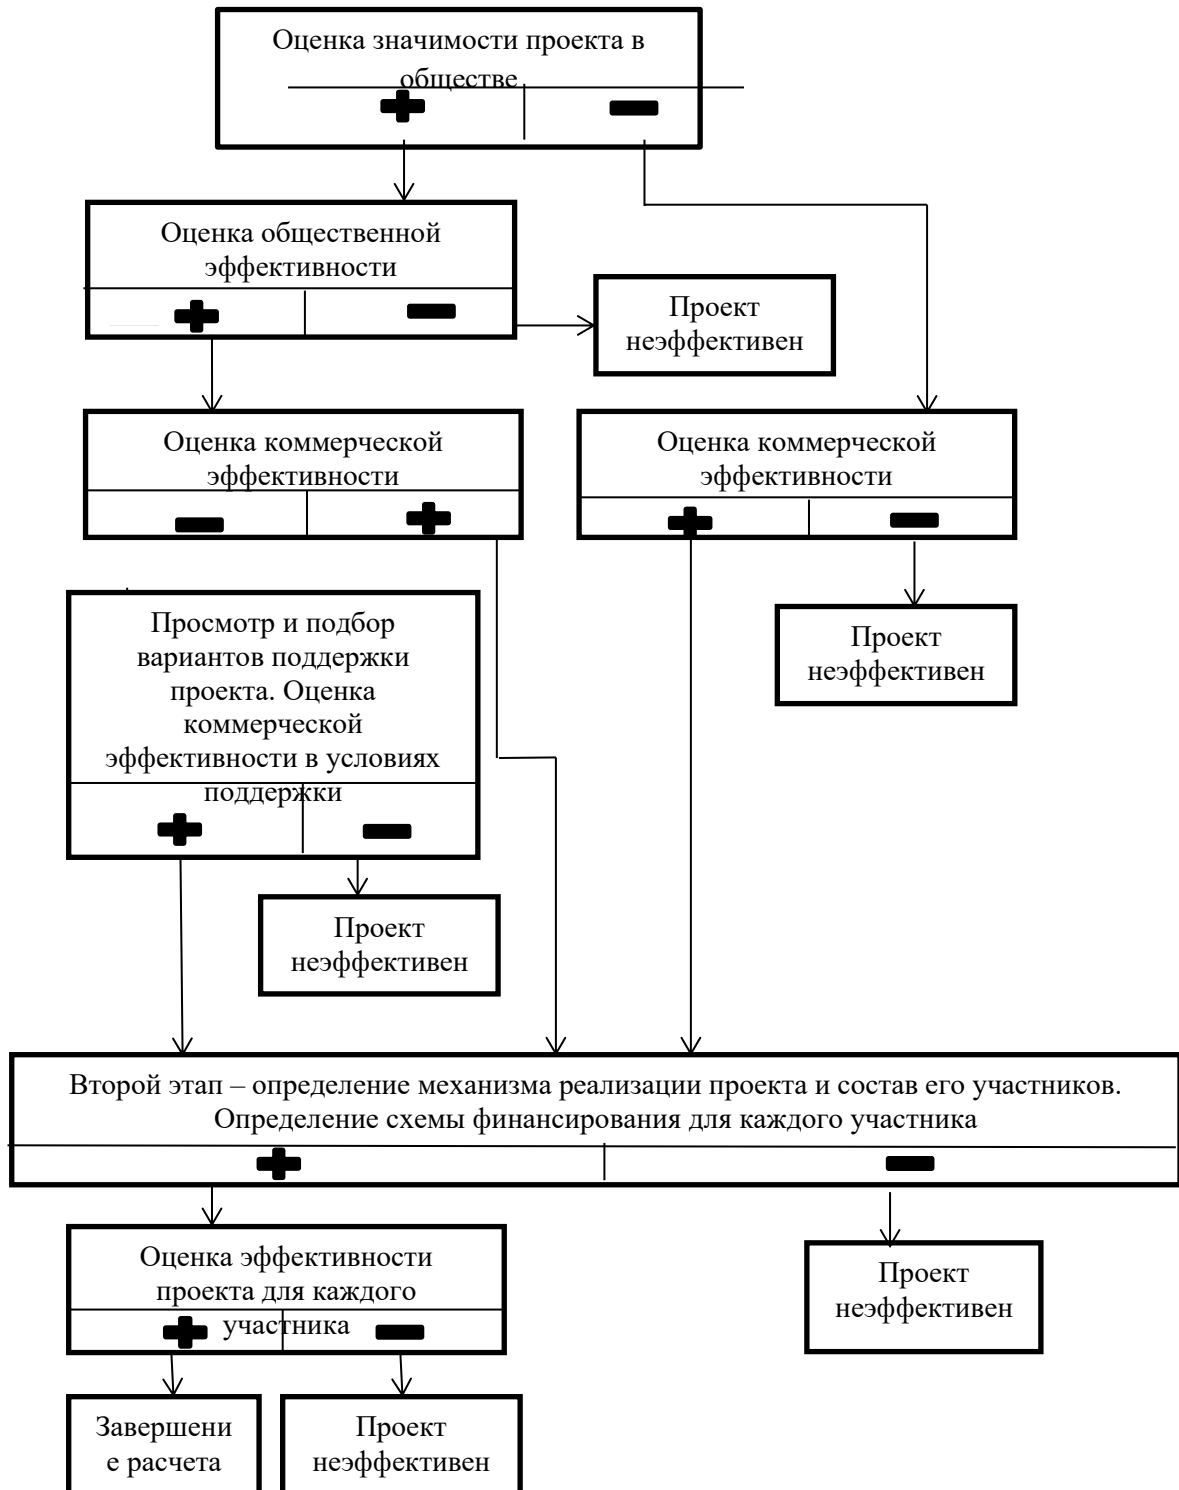 Оценка значимости проекта в
обществе
Оценка общественной
эффективности
Проект
неэффективен
Оценка коммерческой
эффективности
Оценка коммерческой
эффективности
Просмотр и подбор
вариантов поддержки
проекта. Оценка
коммерческой
эффективности в условиях
поддержки
Проект
неэффективен
Проект
неэффективен
Второй этап – определение механизма реализации проекта и состав его участников.
Определение схемы финансирования для каждого участника
Оценка эффективности
проекта для каждого
участника
Проект
неэффективен
Завершени
е расчета
Проект
неэффективен